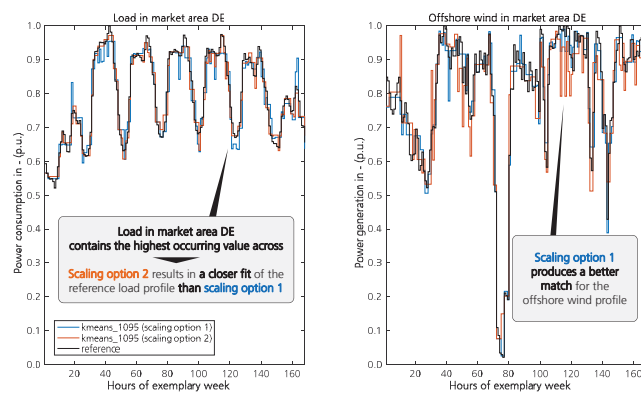 Load in market area DE
Power consumption in - (p.u.)
1.0
0.9
0.8
0.7
0.6
0.5
0.4
0.3
0.2
0.1
0.0
Load in market area DE
contains the highest occurring value across
Scaling option 2 results in a closer fit of the
reference load profile than scaling option 1
kmeans_1095 (scaling option 1)
kmeans_1095 (scaling option 2)
reference
20 40 60 80 100 120 140 160
Hours of exemplary week
Offshore wind in market area DE
Power generation in - (p.u.)
1.0
0.9
0.8
0.7
0.6
0.5
0.4
0.3
0.2
0.1
0.0
Scaling option 1
produces a better
match for the
offshore wind profile
20 40 60 80 100 120 140 160
Hours of exemplary week